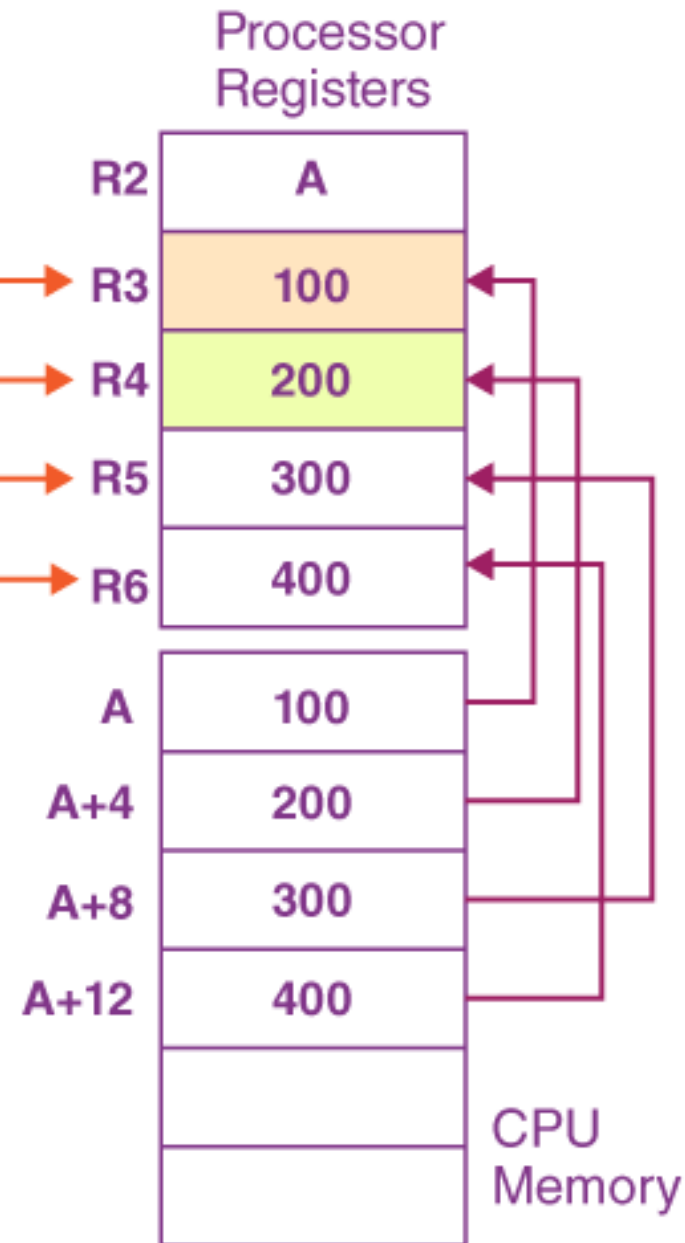 Processor
Registers
R2 A
R3 100
R4 200
R5 300
R6 400
A 100
A+4 200
A+8 300
A+12 400
CPU
Memory